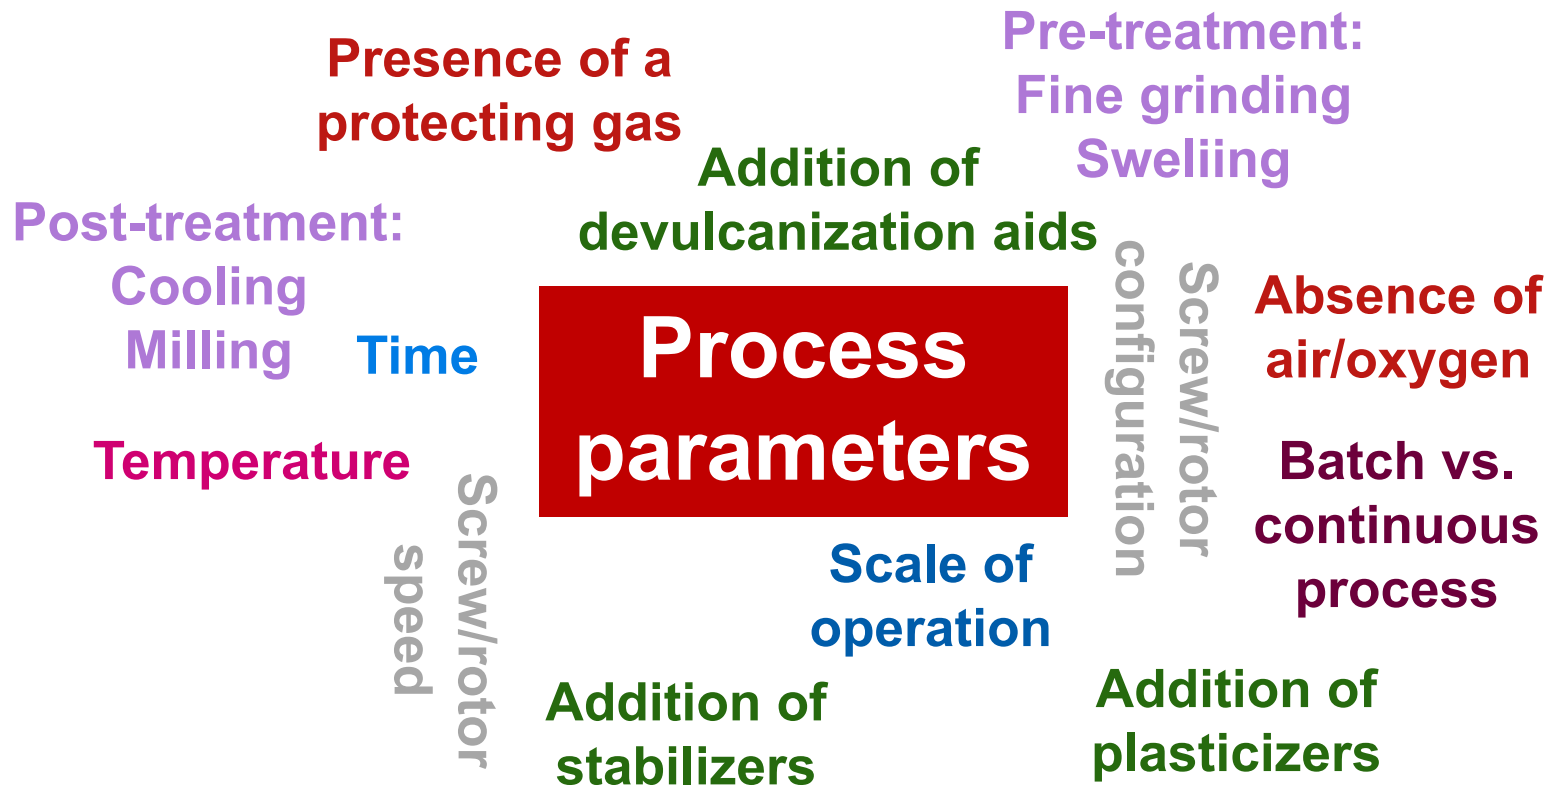 Presence of a
protecting gas
Pre-treatment:
Fine grinding
Sweliing
Addition of
devulcanization aids
Post-treatment:
Cooling
Milling
Time
Temperature
Process
parameters
Screw/rotor
configuration
Absence of
air/oxygen
Batch vs.
continuous
process
Screw/rotor
speed
Scale of
operation
Addition of
stabilizers
Addition of
plasticizers